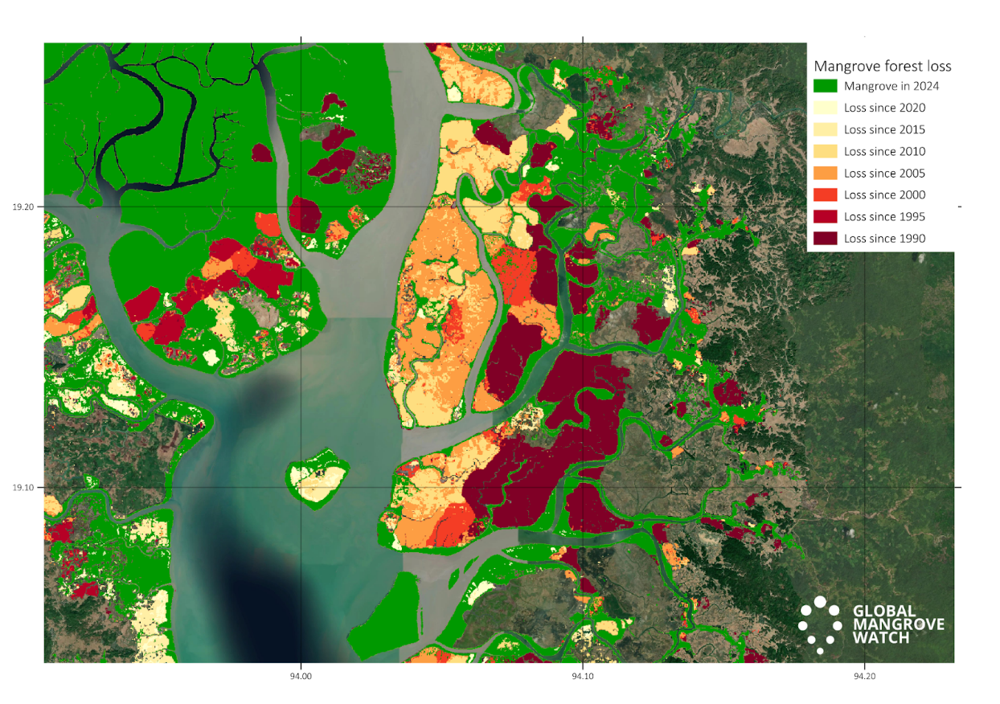 Mangrove forest loss
Mangrove in 2024
Loss since 2020
Loss since 2015
Loss since 2010
Loss since 2005
Loss since 2000
Loss since 1995
Loss since 1990
19.20
19.10
GLOBAL
MANGROVE
WATCH
94.00
94.10
94.20